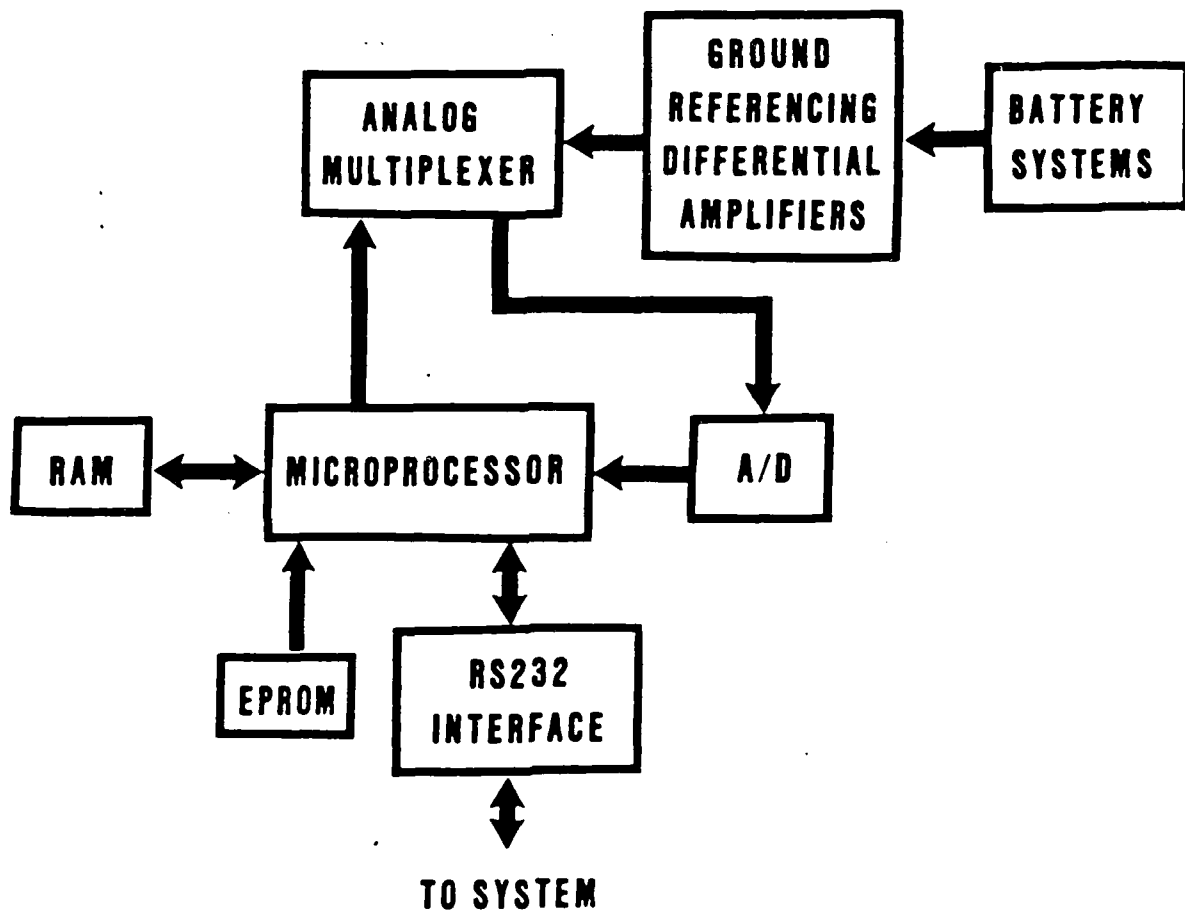 GROUND
REFERENCING
DIFFERENTIAL
AMPLIFIERS
BATTERY
SYSTEMS
ANALOG
MULTIPLEXER
RAM
MICROPROCESSOR
A/D
EPROM
RS232
INTERFACE
TO SYSTEM